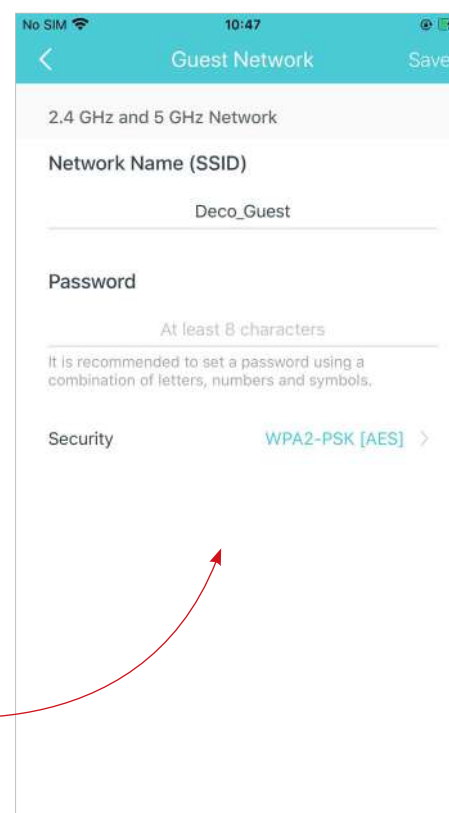 No SIM 10:47
Guest Network Save
2.4 GHz and 5 GHz Network
Network Name (SSID)
Deco_Guest
Password
At least 8 characters
It is recommended to set a password using a
combination of letters, numbers and symbols.
Security WPA2-PSK [AES]